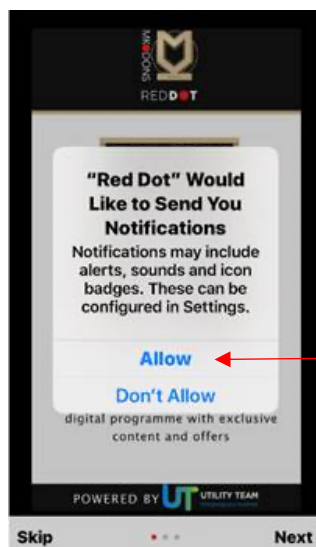 MK DONS
REDDOT
“Red Dot” Would
Like to Send You
Notifications
Notifications may include
alerts, sounds and icon
badges. These can be
configured in Settings.
Allow
Don’t Allow
digital programme with exclusive
content and offers
POWERED BY UT UTILITY TEAM
Skip
Next